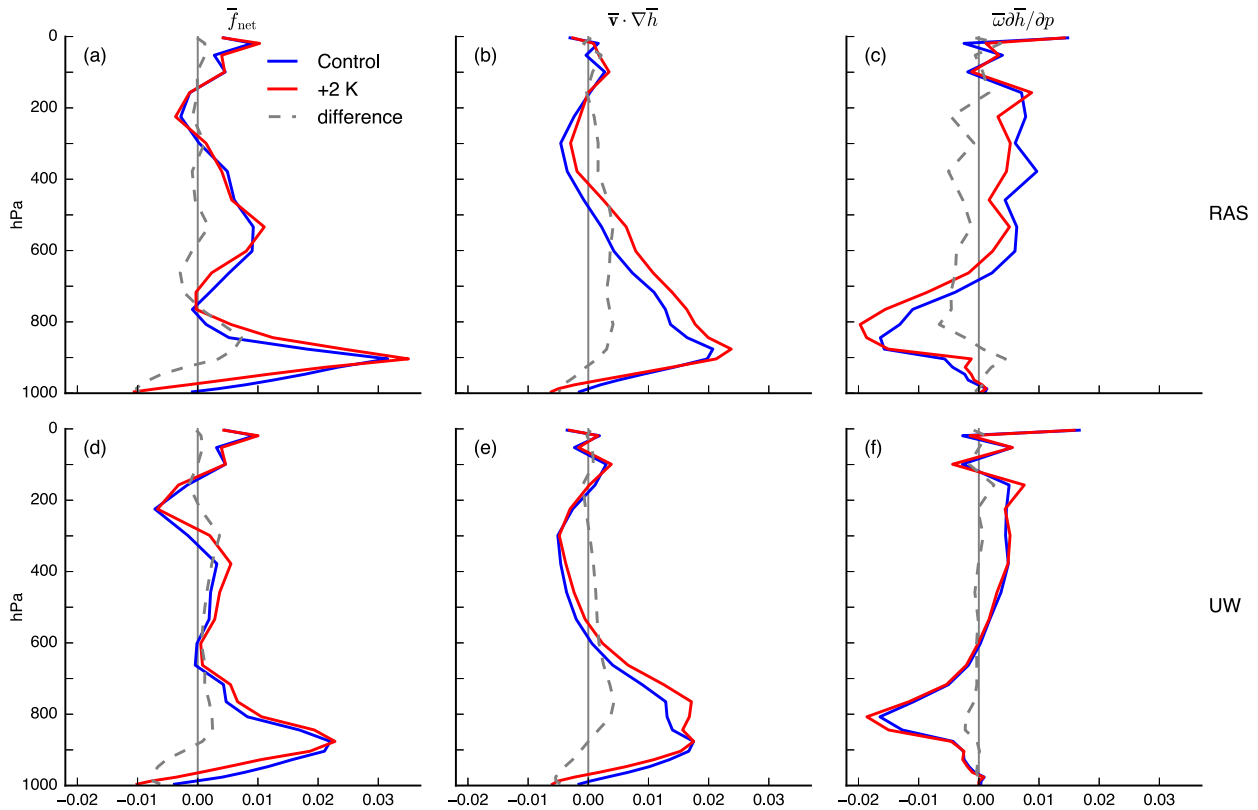 f̅_net
v̅ · ∇h̅
ω̅∂h̅/∂p
0
200
400
600
800
1000
hPa
(a)
Control
+2 K
difference
(b)
(c)
RAS
0
200
400
600
800
1000
hPa
(d)
(e)
(f)
UW
−0.02 −0.01 0.00 0.01 0.02 0.03
−0.02 −0.01 0.00 0.01 0.02 0.03
−0.02 −0.01 0.00 0.01 0.02 0.03